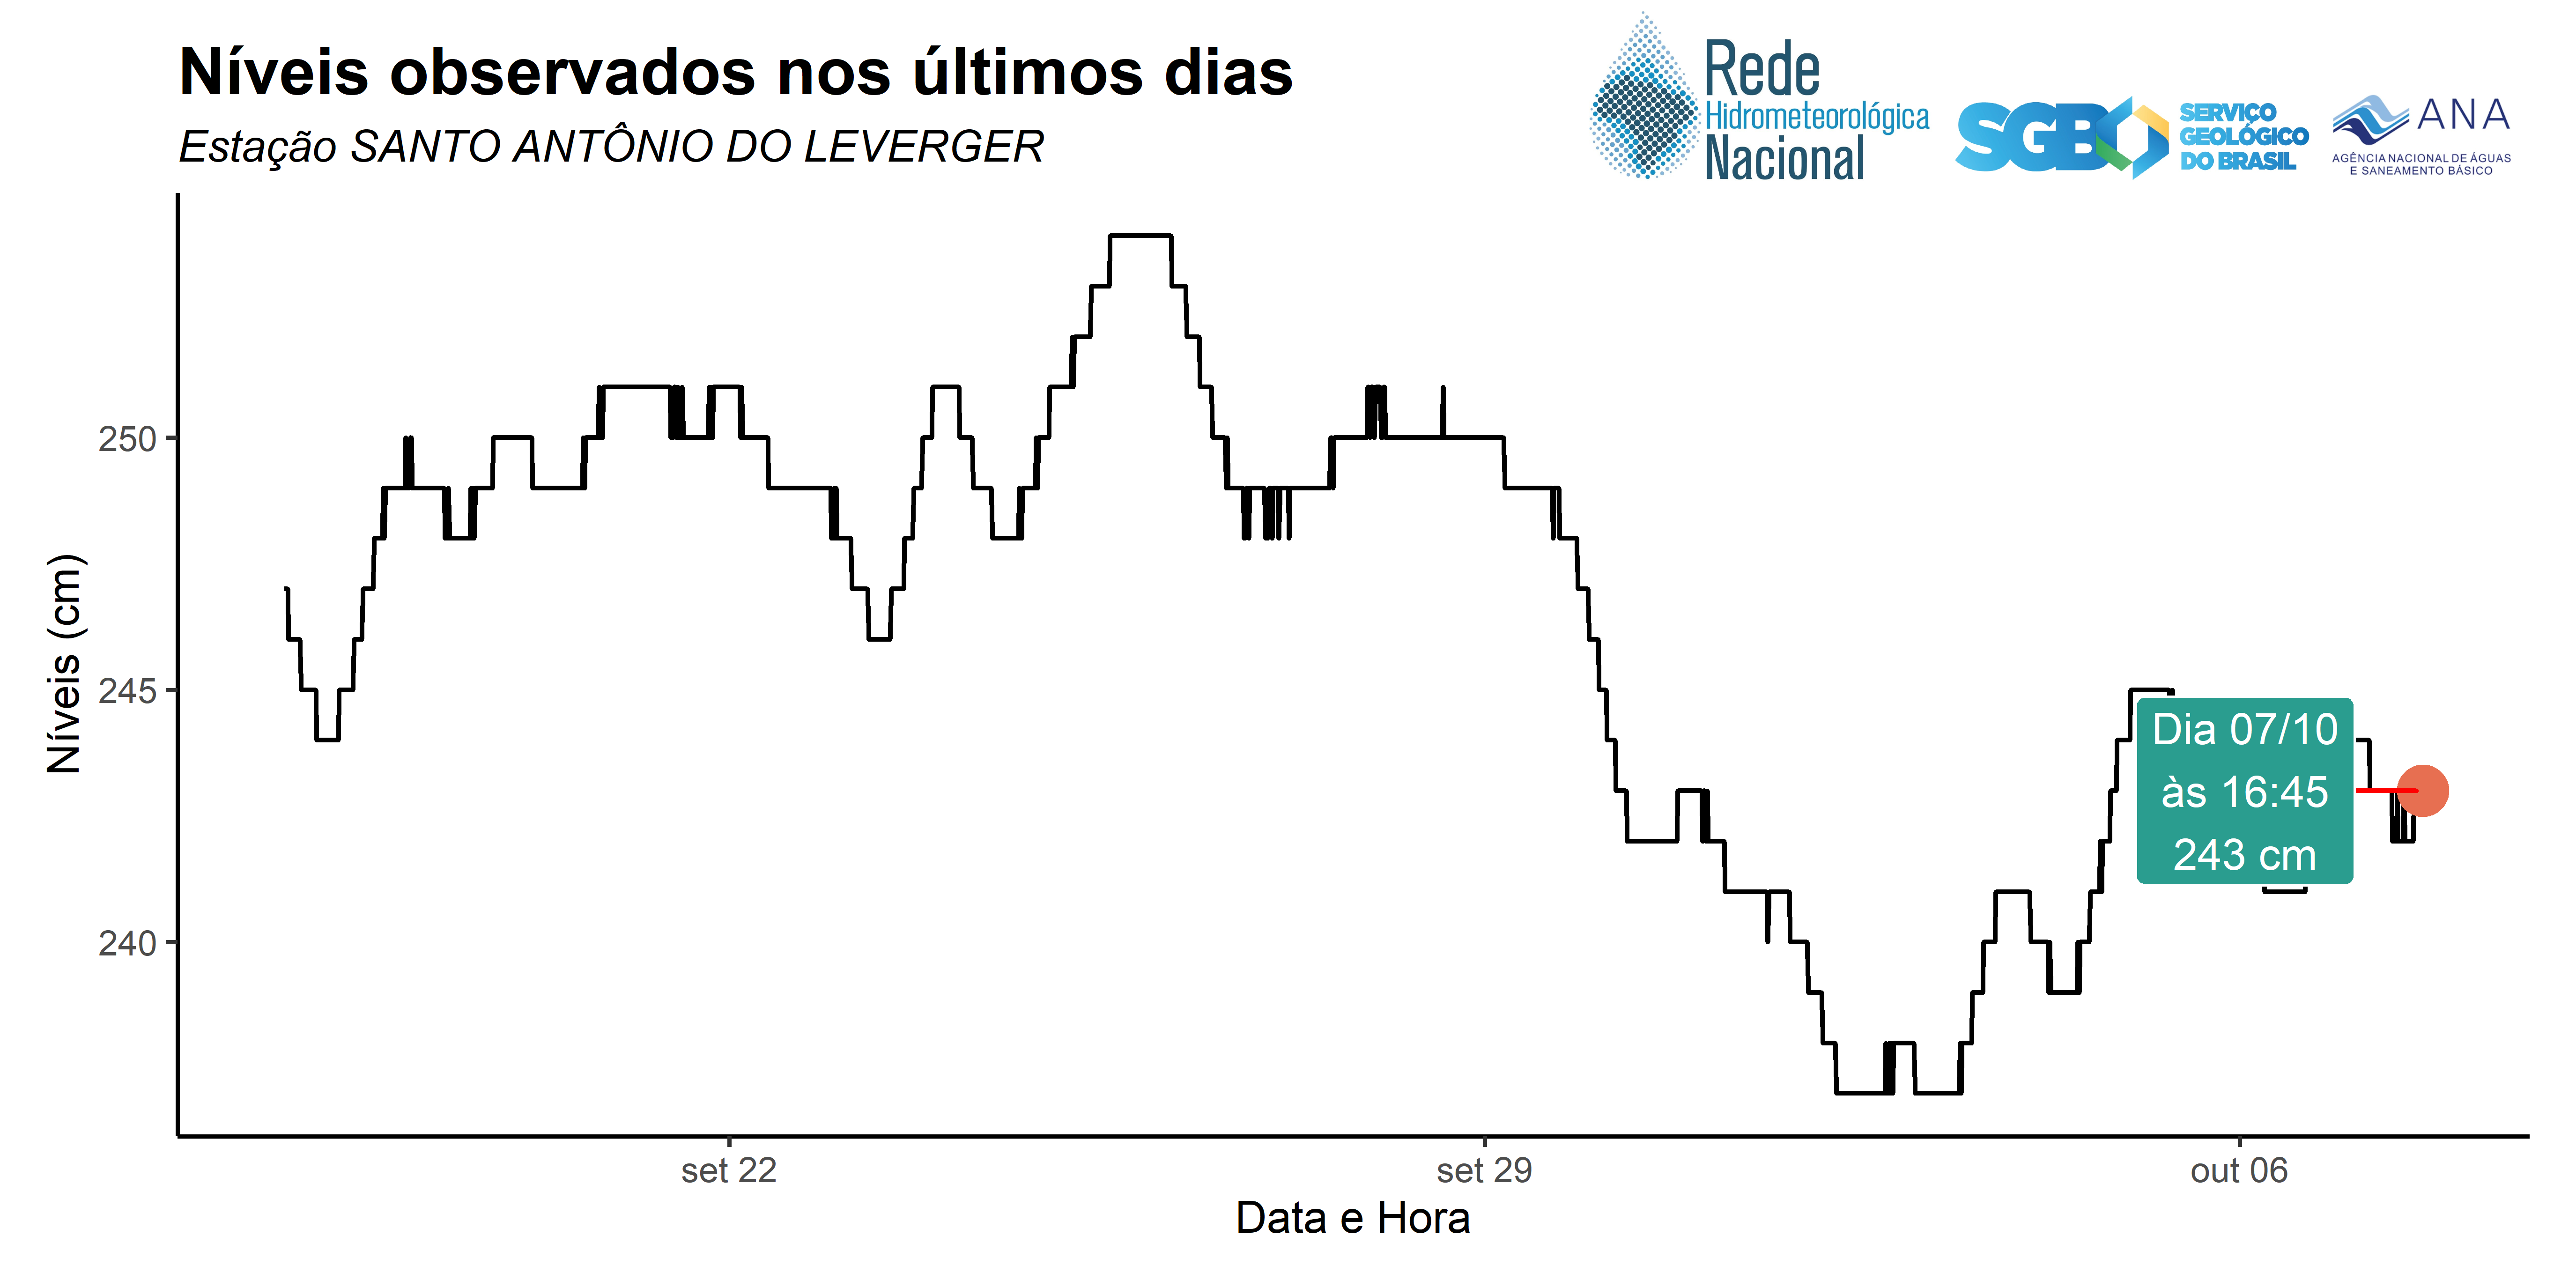 Níveis observados nos últimos dias
Estação SANTO ANTÔNIO DO LEVERGER
Rede
Hidrometeorológica
Nacional
SGB
SERVIÇO
GEOLÓGICO
DO BRASIL
ANA
AGÊNCIA NACIONAL DE ÁGUAS
E SANEAMENTO BÁSICO
Níveis (cm)
250
245
240
Dia 07/10
às 16:45
243 cm
set 22
set 29
out 06
Data e Hora